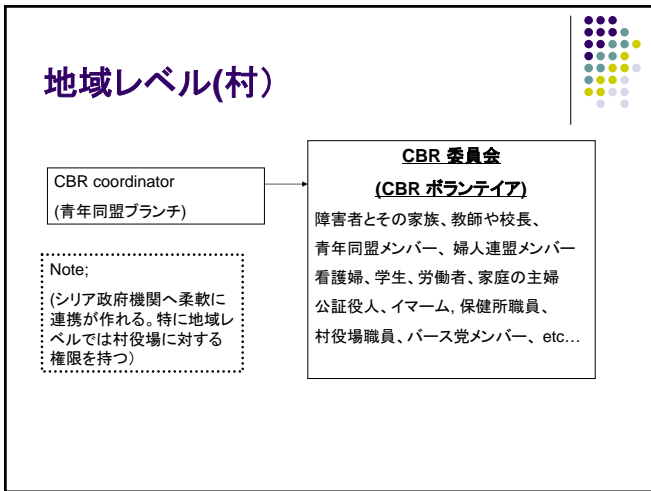 地域レベル(村）
CBR coordinator
(青年同盟ブランチ)
Note;
(シリア政府機関へ柔軟に
連携が作れる。特に地域レ
ベルでは村役場に対する
権限を持つ）
CBR 委員会
(CBR ボランテイア)
障害者とその家族、教師や校長、
青年同盟メンバー、婦人連盟メンバー
看護婦、学生、労働者、家庭の主婦
公証役人、イマーム, 保健所職員、
村役場職員、バース党メンバー、 etc…